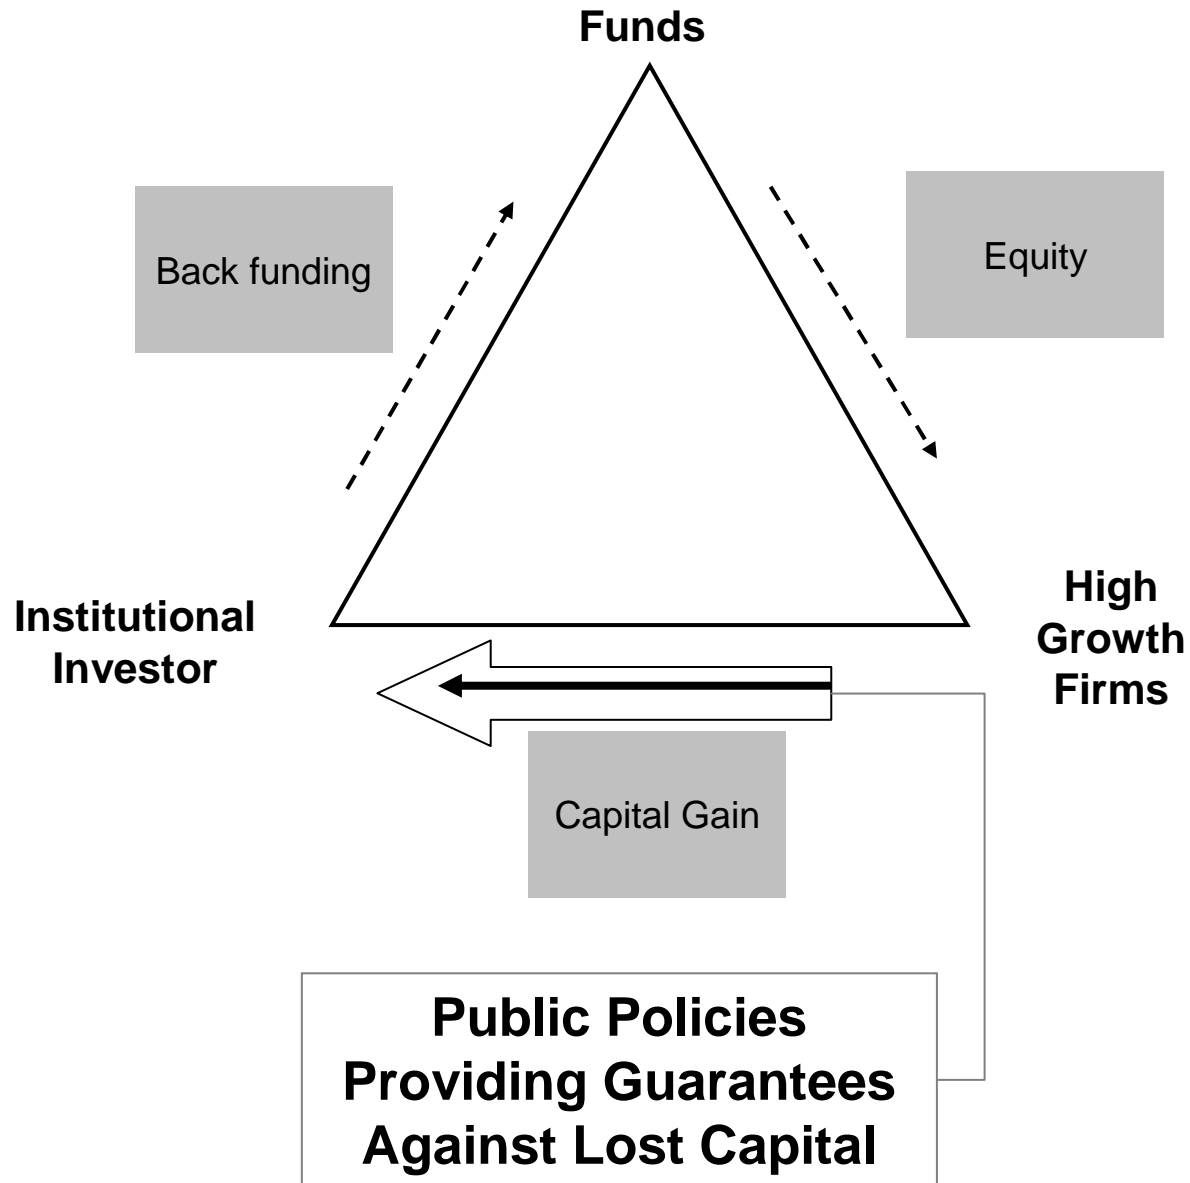 Funds
Back funding
Equity
Institutional
Investor
High
Growth
Firms
Capital Gain
Public Policies
Providing Guarantees
Against Lost Capital